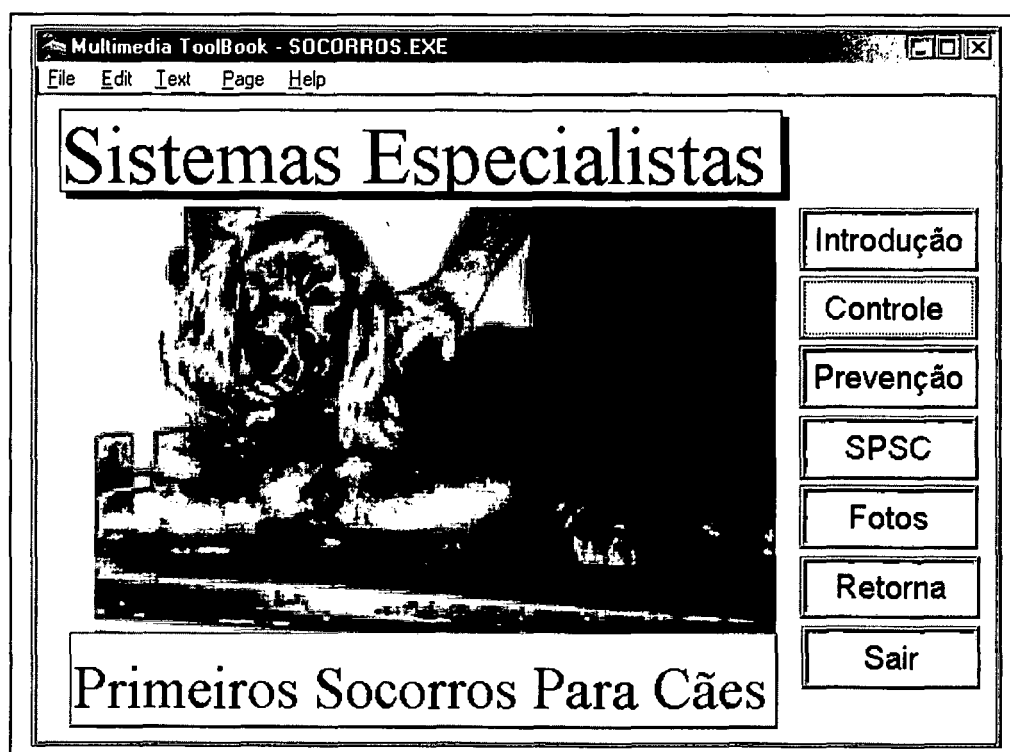 Multimedia ToolBook - SOCORROS.EXE
File Edit Text Page Help
Sistemas Especialistas
Introdução
Controle
Prevenção
SPSC
Fotos
Retorna
Sair
Primeiros Socorros Para Cães